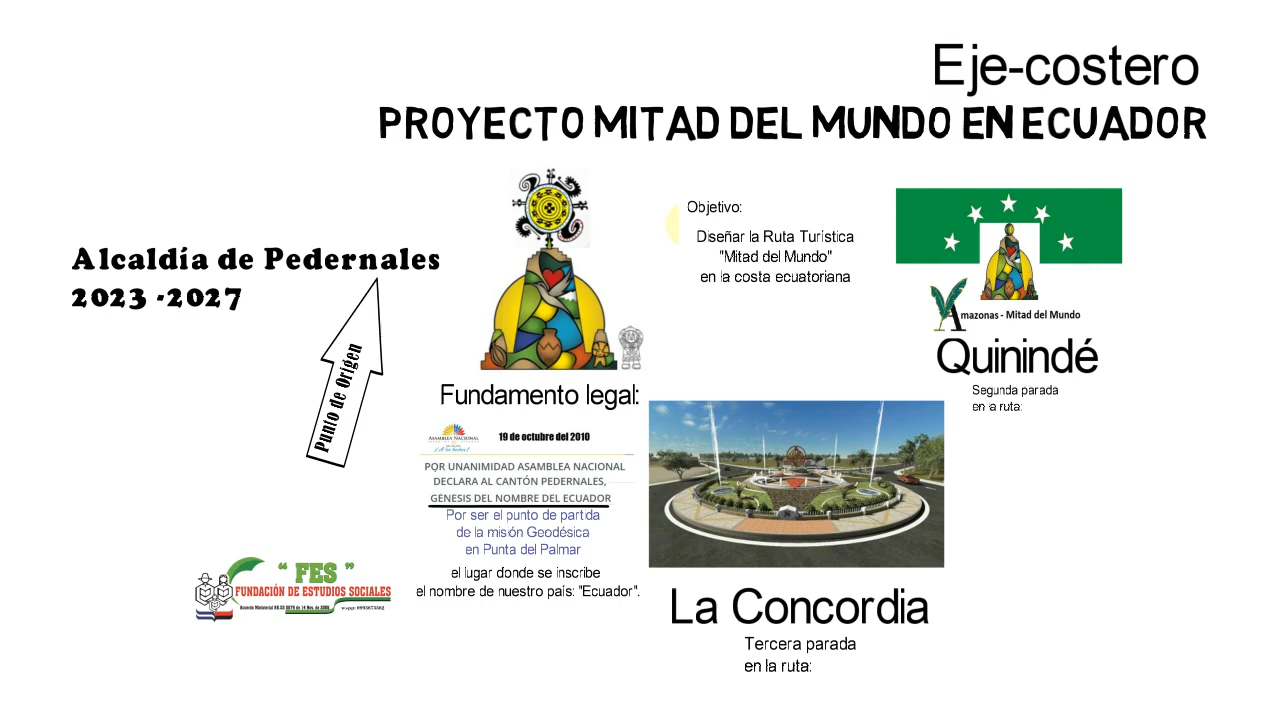 Eje-costero
PROYECTO MITAD DEL MUNDO EN ECUADOR
Alcaldía de Pedernales
2023 -2027
Punto de Orígen
Objetivo:
Diseñar la Ruta Turística
"Mitad del Mundo"
en la costa ecuatoriana
Amazonas - Mitad del Mundo
Quinindé
Segunda parada
en la ruta:
Fundamento legal:
ASAMBLEA NACIONAL
19 de octubre del 2010
POR UNANIMIDAD ASAMBLEA NACIONAL
DECLARA AL CANTÓN PEDERNALES,
GÉNESIS DEL NOMBRE DEL ECUADOR
Por ser el punto de partida
de la misión Geodésica
en Punta del Palmar
el lugar donde se inscribe
el nombre de nuestro país: "Ecuador".
" FES "
FUNDACIÓN DE ESTUDIOS SOCIALES
La Concordia
Tercera parada
en la ruta: